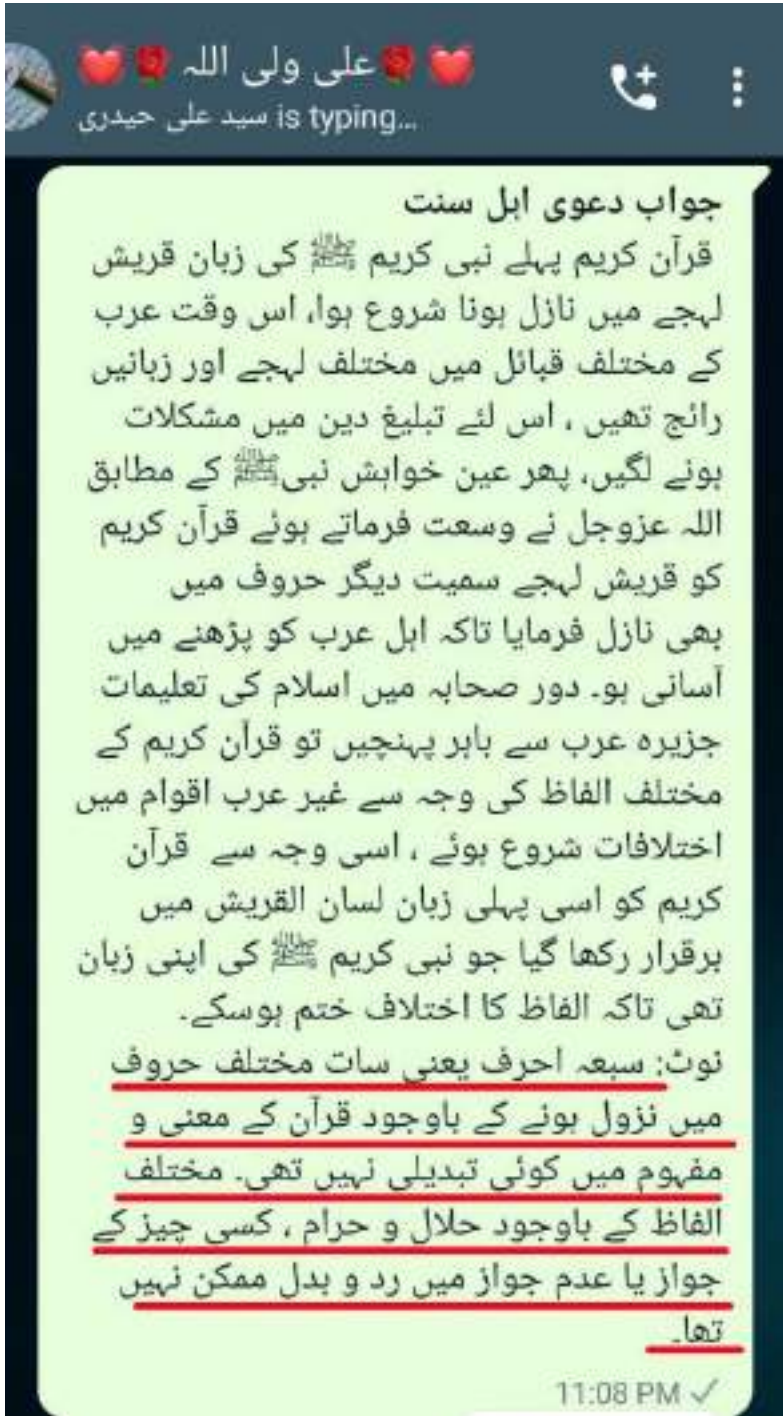 علی ولی اللہ
سید علی حیدری is typing...
جواب دعوی اہل سنت
قرآن کریم پہلے نبی کریم ﷺ کی زبان قریش
لہجے میں نازل ہونا شروع ہوا، اس وقت عرب
کے مختلف قبائل میں مختلف لہجے اور زبانیں
رائج تھیں ، اس لئے تبلیغ دین میں مشکلات
ہونے لگیں، پھر عین خواہش نبیﷺ کے مطابق
اللہ عزوجل نے وسعت فرماتے ہوئے قرآن کریم
کو قریش لہجے سمیت دیگر حروف میں
بھی نازل فرمایا تاکہ اہل عرب کو پڑھنے میں
آسانی ہو۔ دور صحابہ میں اسلام کی تعلیمات
جزیرہ عرب سے باہر پہنچیں تو قرآن کریم کے
مختلف الفاظ کی وجہ سے غیر عرب اقوام میں
اختلافات شروع ہوئے ، اسی وجہ سے قرآن
کریم کو اسی پہلی زبان لسان القریش میں
برقرار رکھا گیا جو نبی کریم ﷺ کی اپنی زبان
تھی تاکہ الفاظ کا اختلاف ختم ہوسکے۔
نوٹ: سبعہ احرف یعنی سات مختلف حروف
میں نزول ہونے کے باوجود قرآن کے معنی و
مفہوم میں کوئی تبدیلی نہیں تھی۔ مختلف
الفاظ کے باوجود حلال و حرام ، کسی چیز کے
جواز یا عدم جواز میں رد و بدل ممکن نہیں
تھا۔
11:08 PM